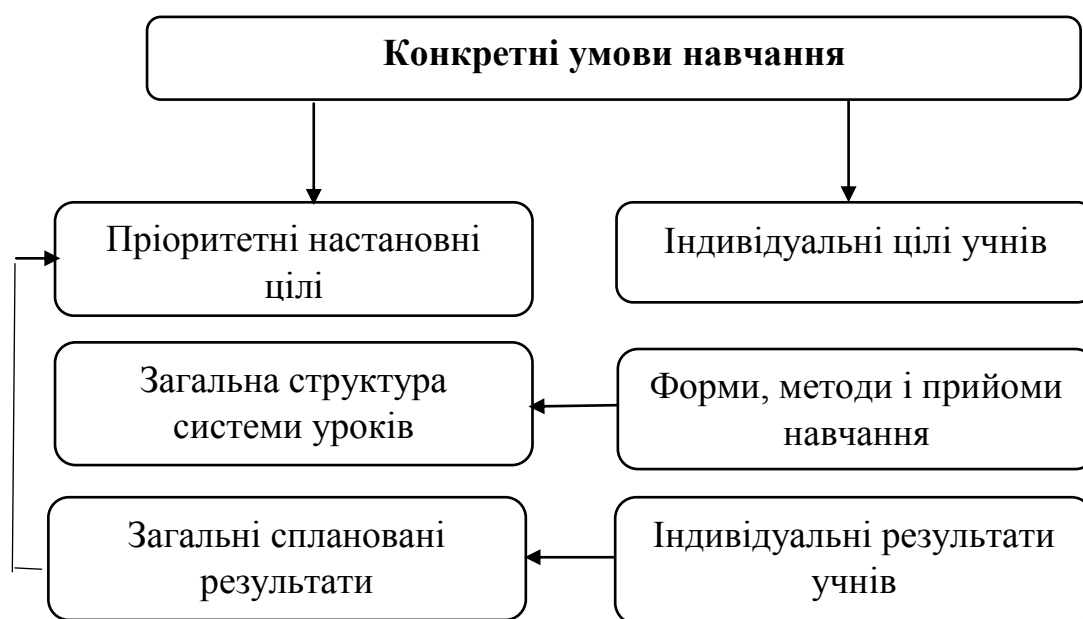 Конкретні умови навчання
Пріоритетні настановні
цілі
Індивідуальні цілі учнів
Загальна структура
системи уроків
Форми, методи і прийоми
навчання
Загальні сплановані
результати
Індивідуальні результати
учнів